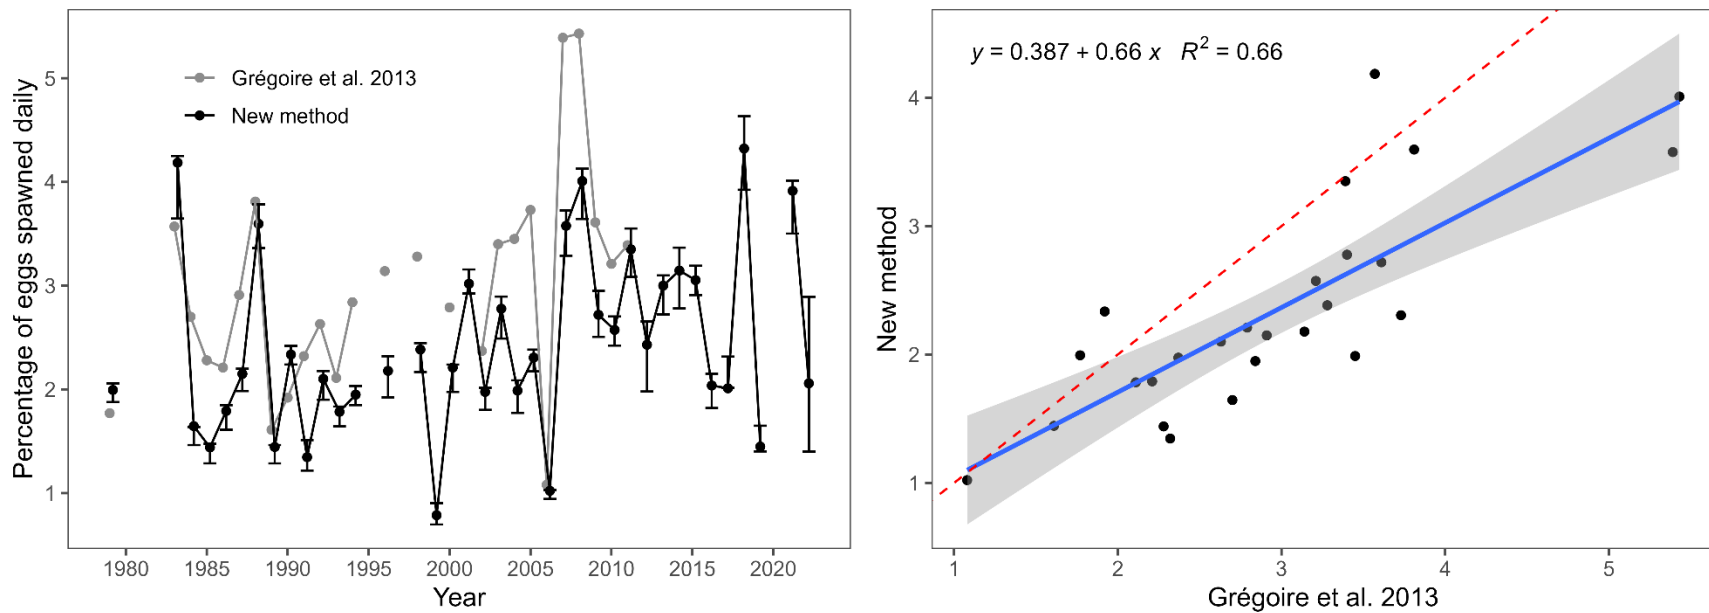 Percentage of eggs spawned daily
5
4
3
2
1
Grégoire et al. 2013
New method
1980 1985 1990 1995 2000 2005 2010 2015 2020
Year
y = 0.387 + 0.66 x R² = 0.66
New method
4
3
2
1
1 2 3 4 5
Grégoire et al. 2013